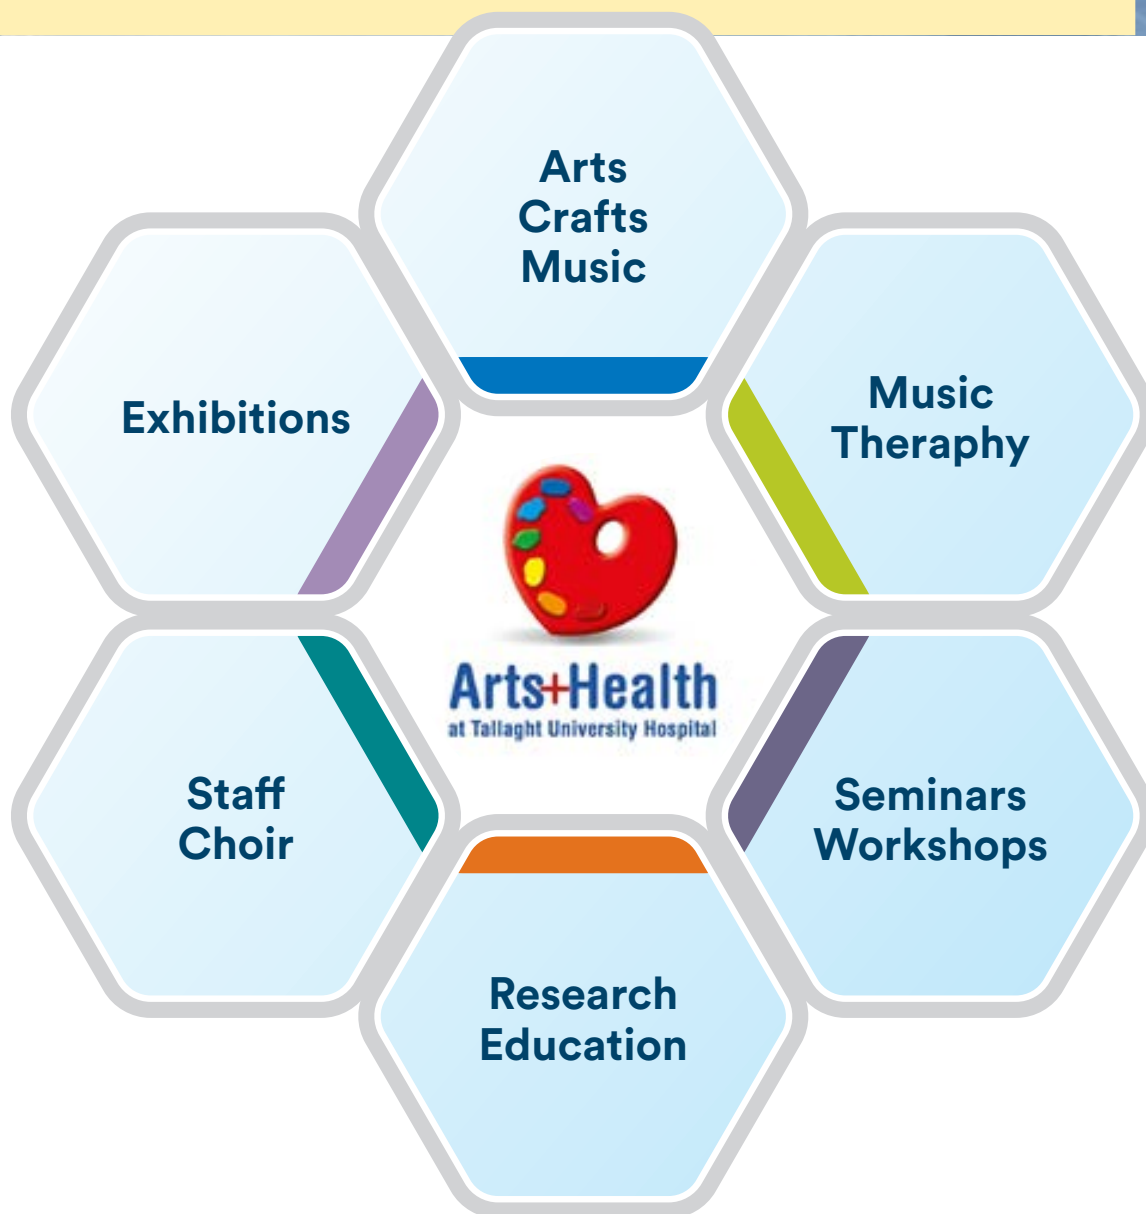 Arts
Crafts
Music
Exhibitions
Music
Theraphy
Arts+Health
at Tallaght University Hospital
Staff
Choir
Seminars
Workshops
Research
Education